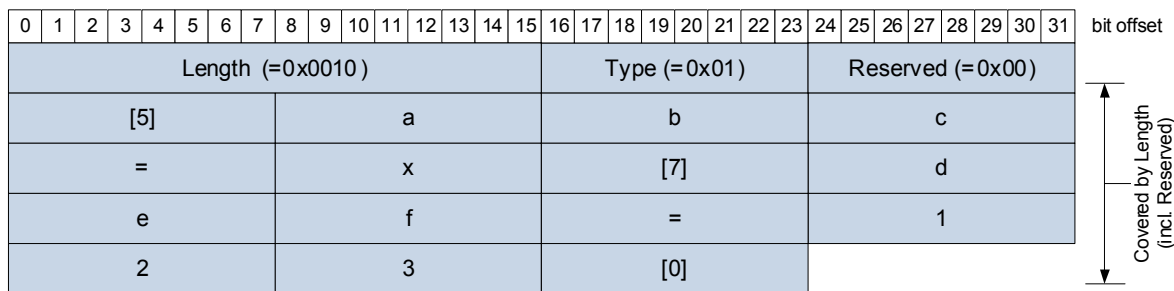 0 1 2 3 4 5 6 7 8 9 10 11 12 13 14 15 16 17 18 19 20 21 22 23 24 25 26 27 28 29 30 31 bit offset
Length (=0x0010) Type (=0x01) Reserved (=0x00)
[5] a b c
= x [7] d
e f = 1
2 3 [0]
Covered by Length
(incl. Reserved)